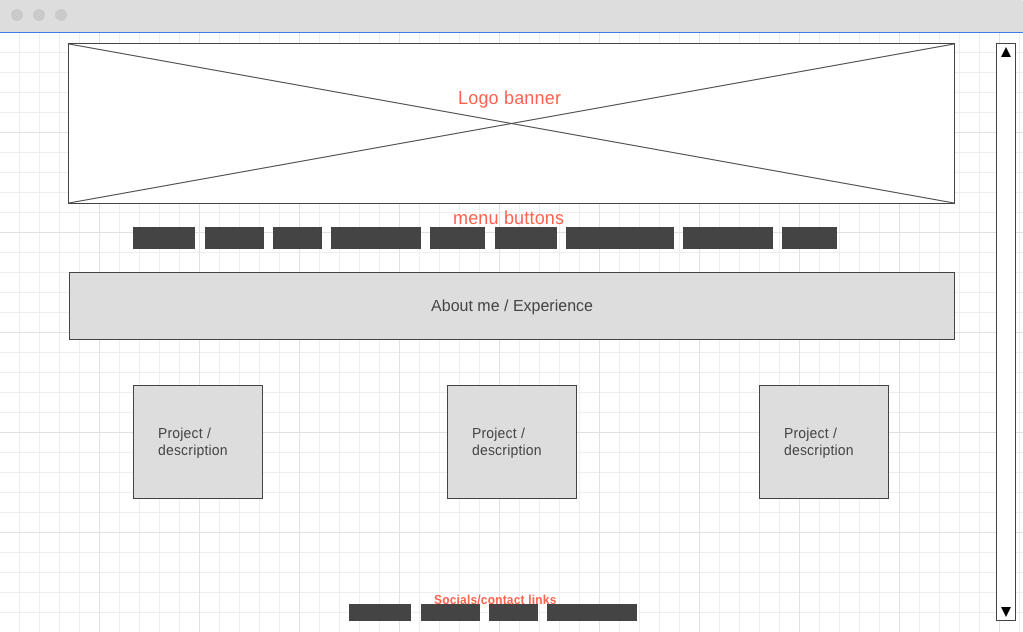 Logo banner
menu buttons
About me / Experience
Project /
description
Project /
description
Project /
description
Socials/contact links